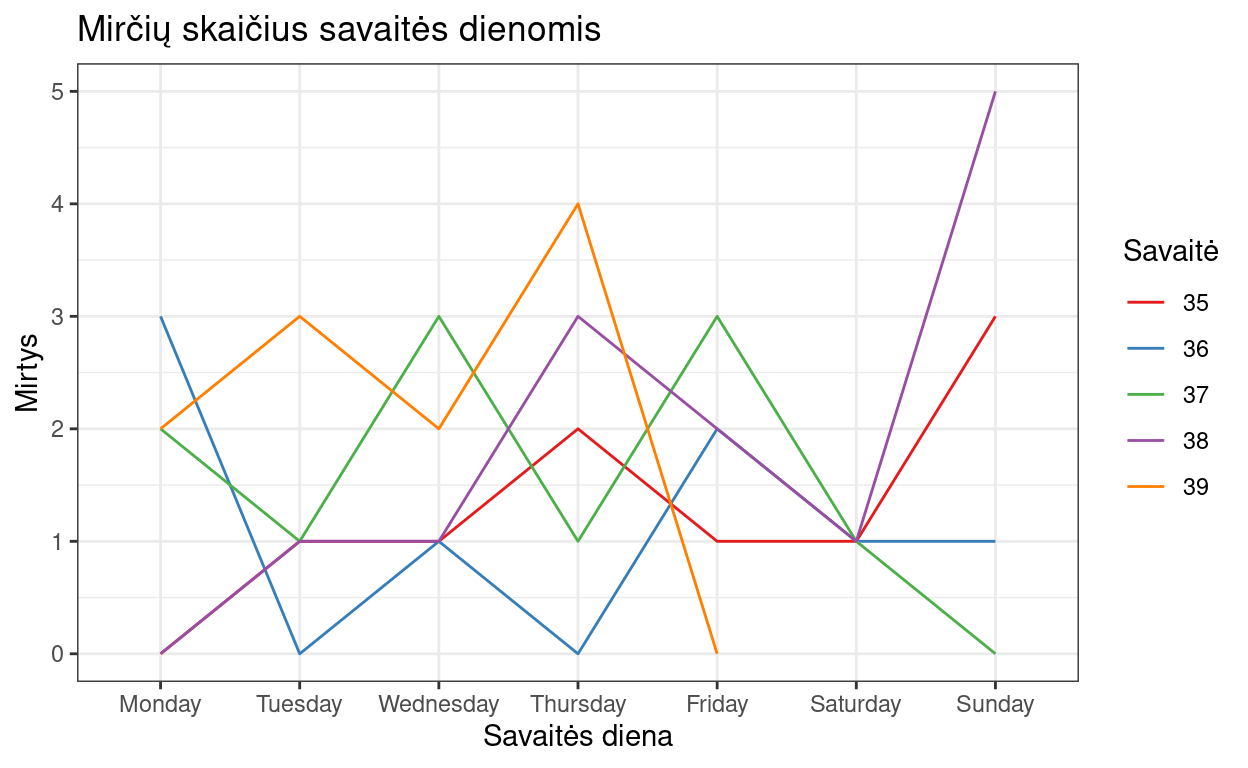 Mirčių skaičius savaitės dienomis
5
4
3
2
1
0
Mirtys
Monday Tuesday Wednesday Thursday Friday Saturday Sunday
Savaitės diena
Savaitė
35
36
37
38
39